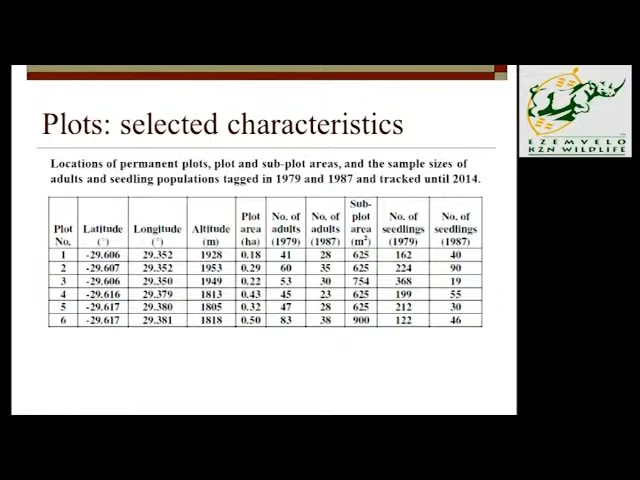 Plots: selected characteristics
Locations of permanent plots, plot and sub-plot areas, and the sample sizes of
adults and seedling populations tagged in 1979 and 1987 and tracked until 2014.
Plot No. Latitude (°) Longitude (°) Altitude (m) Plot area (ha) No. of adults (1979) No. of adults (1987) Sub-plot area (m²) No. of seedlings (1979) No. of seedlings (1987)
1 -29.606 29.352 1928 0.18 41 28 625 162 40
2 -29.607 29.352 1953 0.29 60 35 625 224 90
3 -29.606 29.350 1949 0.22 53 30 754 368 19
4 -29.616 29.379 1813 0.43 45 23 625 199 55
5 -29.617 29.380 1805 0.32 47 28 625 212 30
6 -29.617 29.381 1818 0.50 83 38 900 122 46
EZEMVELO
KZN WILDLIFE